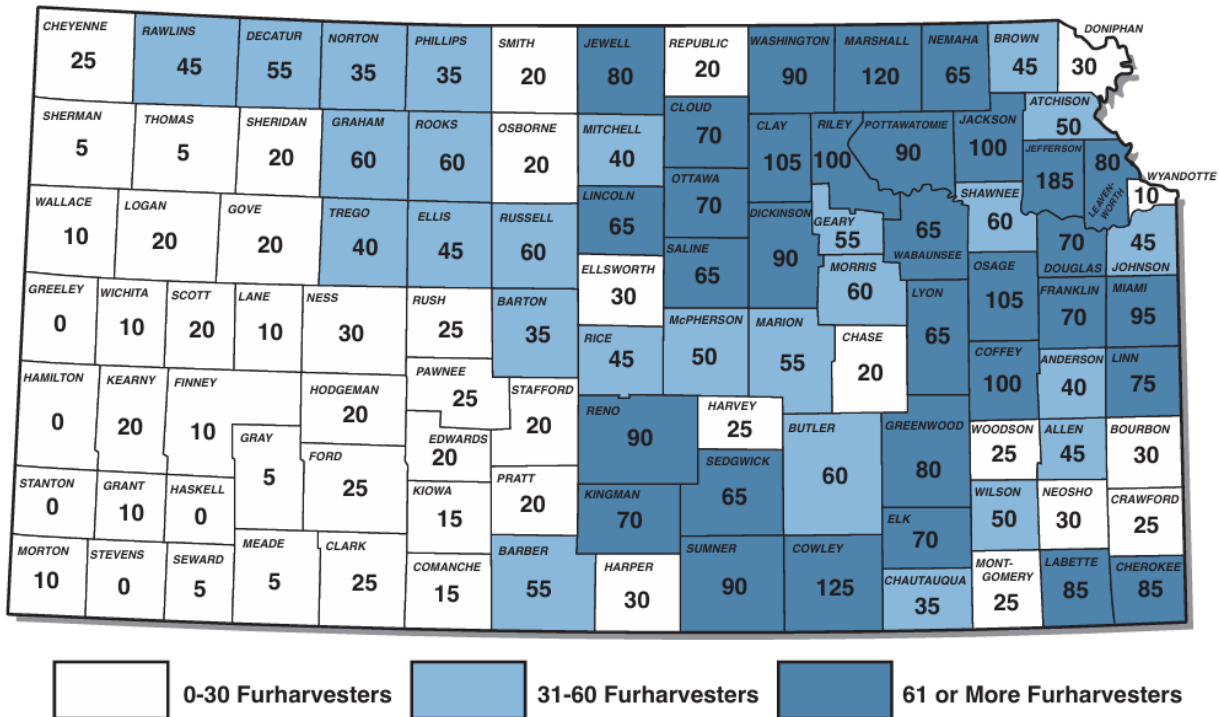 CHEYENNE
25
RAWLINS
45
DECATUR
55
NORTON
35
PHILLIPS
35
SMITH
20
JEWELL
80
REPUBLIC
20
WASHINGTON
90
MARSHALL
120
NEMAHA
65
BROWN
45
DONIPHAN
30
SHERMAN
5
THOMAS
5
SHERIDAN
20
GRAHAM
60
ROOKS
60
OSBORNE
20
MITCHELL
40
CLOUD
70
CLAY
105
RILEY
100
POTTAWATOMIE
90
JACKSON
100
ATCHISON
50
JEFFERSON
185
80
LEAVEN-
WORTH
WYANDOTTE
10
WALLACE
10
LOGAN
20
GOVE
20
TREGO
40
ELLIS
45
RUSSELL
60
LINCOLN
65
OTTAWA
70
DICKINSON
90
GEARY
55
65
WABAUNSEE
SHAWNEE
60
70
DOUGLAS
45
JOHNSON
ELLSWORTH
30
SALINE
65
MORRIS
60
LYON
65
OSAGE
105
FRANKLIN
70
MIAMI
95
GREELEY
0
WICHITA
10
SCOTT
20
LANE
10
NESS
30
RUSH
25
BARTON
35
RICE
45
McPHERSON
50
MARION
55
CHASE
20
COFFEY
100
ANDERSON
40
LINN
75
HAMILTON
0
KEARNY
20
FINNEY
10
HODGEMAN
20
PAWNEE
25
STAFFORD
20
RENO
90
HARVEY
25
BUTLER
60
GREENWOOD
80
WOODSON
25
ALLEN
45
BOURBON
30
GRAY
5
FORD
25
EDWARDS
20
SEDGWICK
65
STANTON
0
GRANT
10
HASKELL
0
KIOWA
15
PRATT
20
KINGMAN
70
ELK
70
WILSON
50
NEOSHO
30
CRAWFORD
25
MORTON
10
STEVENS
0
SEWARD
5
MEADE
5
CLARK
25
COMANCHE
15
BARBER
55
HARPER
30
SUMNER
90
COWLEY
125
CHAUTAUQUA
35
MONT-
GOMERY
25
LABETTE
85
CHEROKEE
85
0-30 Furharvesters
31-60 Furharvesters
61 or More Furharvesters